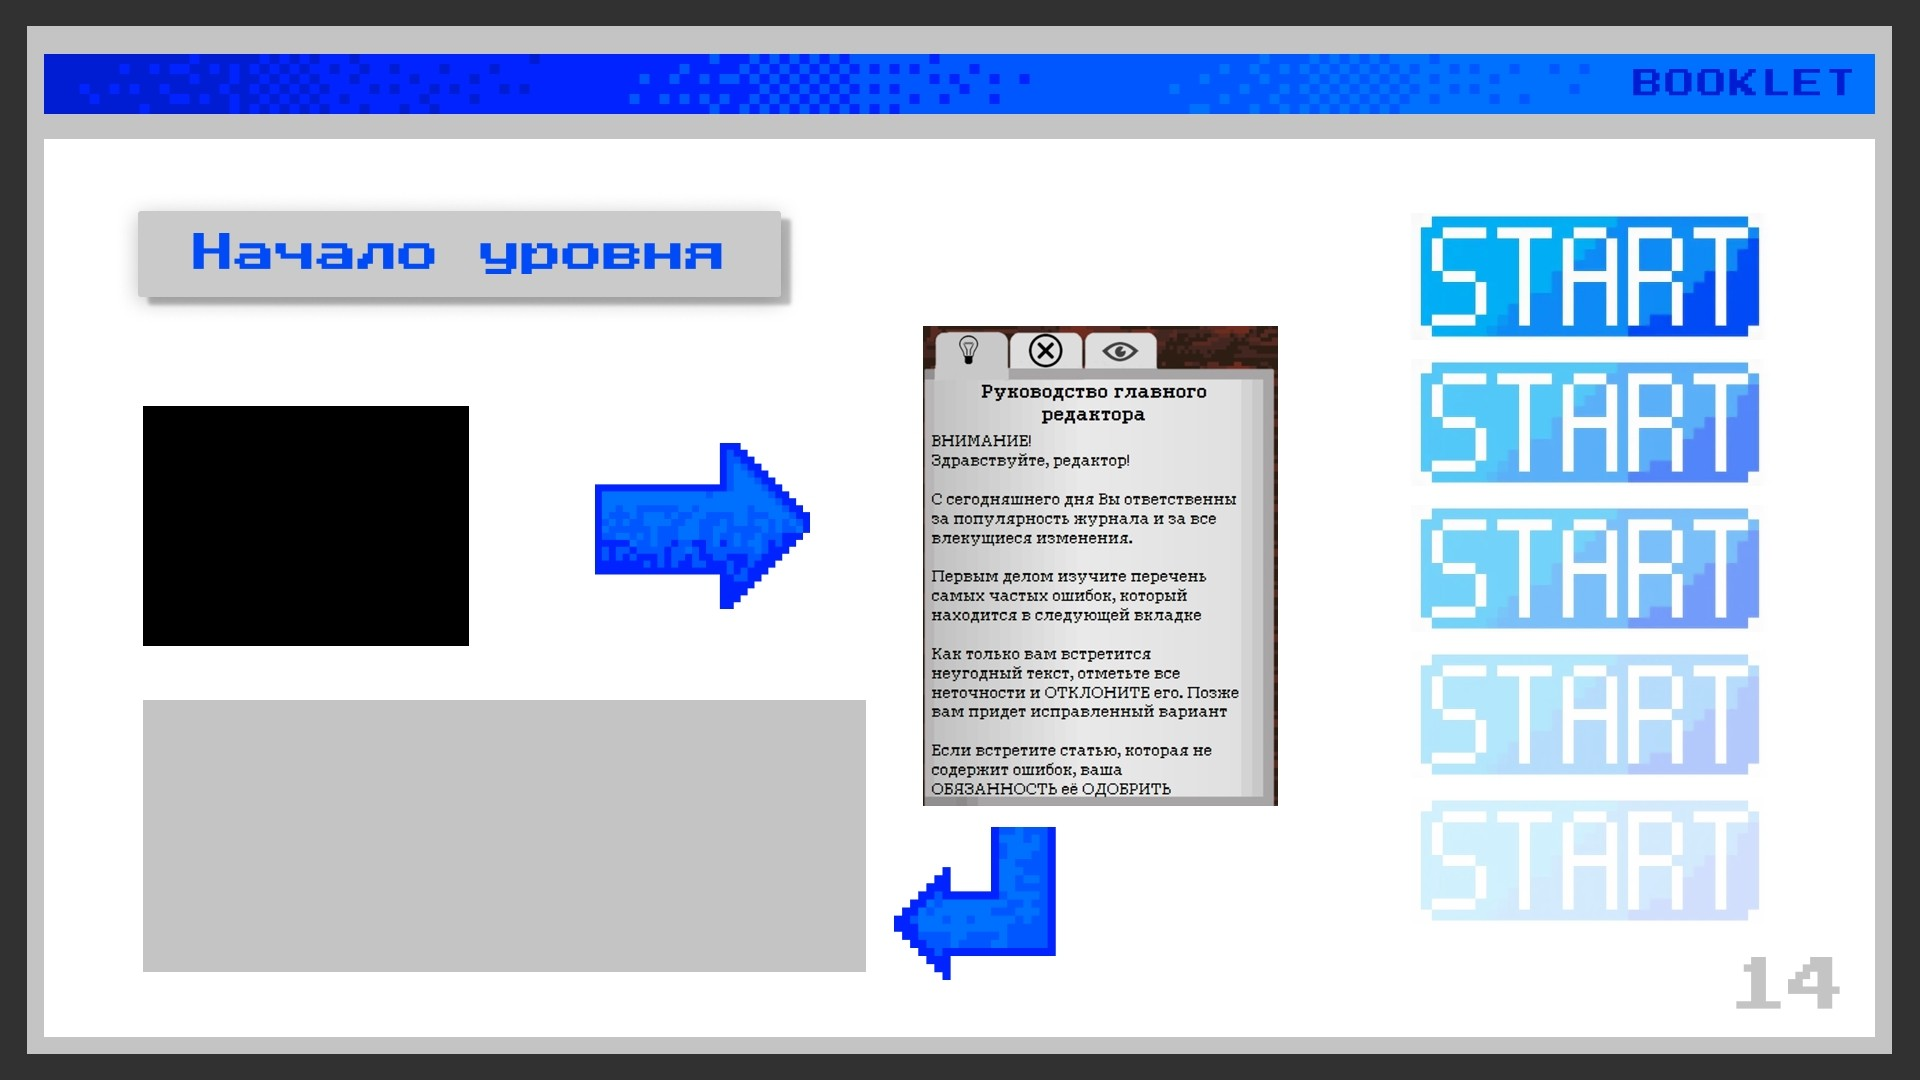 BOOKLET
Начало уровня
START
START
START
START
START
Руководство главного
редактора
ВНИМАНИЕ!
Здравствуйте, редактор!
С сегодняшнего дня Вы ответственны
за популярность журнала и за все
влекущиеся изменения.
Первым делом изучите перечень
самых частых ошибок, который
находится в следующей вкладке
Как только вам встретится
неугодный текст, отметьте все
неточности и ОТКЛОНИТЕ его. Позже
вам придет исправленный вариант
Если встретите статью, которая не
содержит ошибок, ваша
ОБЯЗАННОСТЬ её ОДОБРИТЬ
14